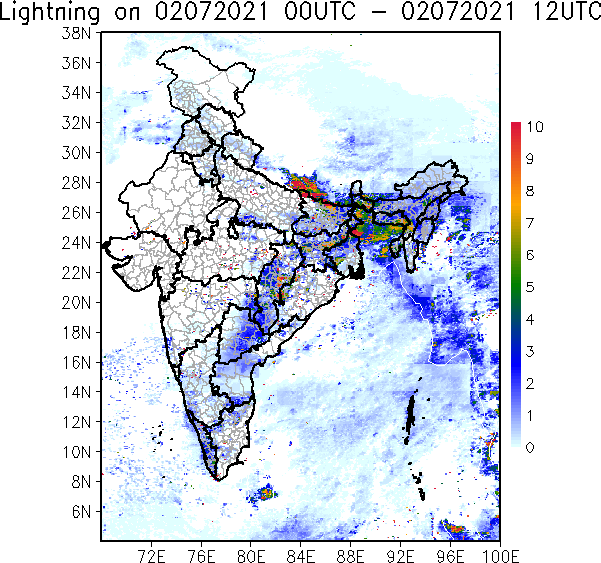 Lightning on 02072021 00UTC – 02072021 12UTC
38N
36N
34N
32N
30N
28N
26N
24N
22N
20N
18N
16N
14N
12N
10N
8N
6N
72E 76E 80E 84E 88E 92E 96E 100E
10
9
8
7
6
5
4
3
2
1
0